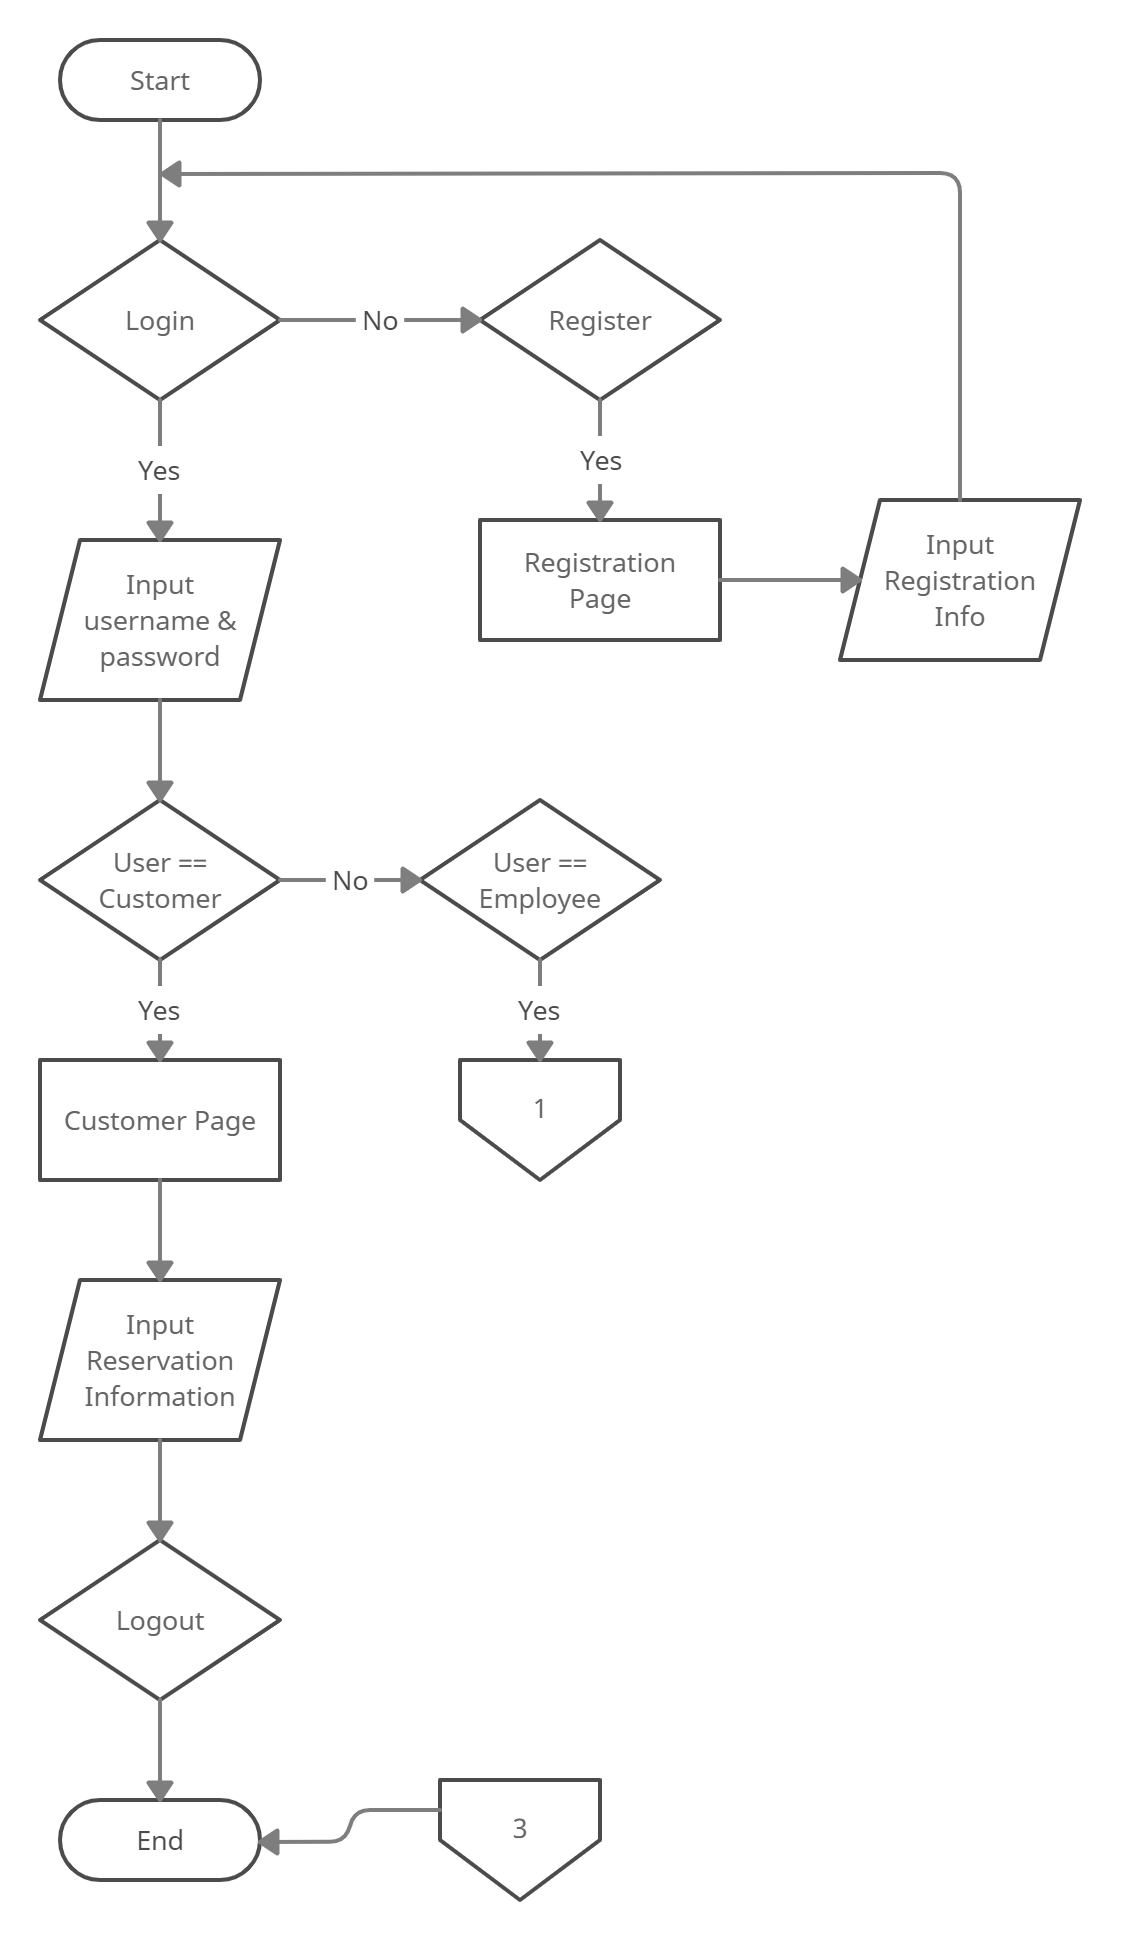 Start
Login
No
Register
Yes
Yes
Input
username &
password
Registration
Page
Input
Registration
Info
User ==
Customer
No
User ==
Employee
Yes
Yes
Customer Page
1
Input
Reservation
Information
Logout
End
3